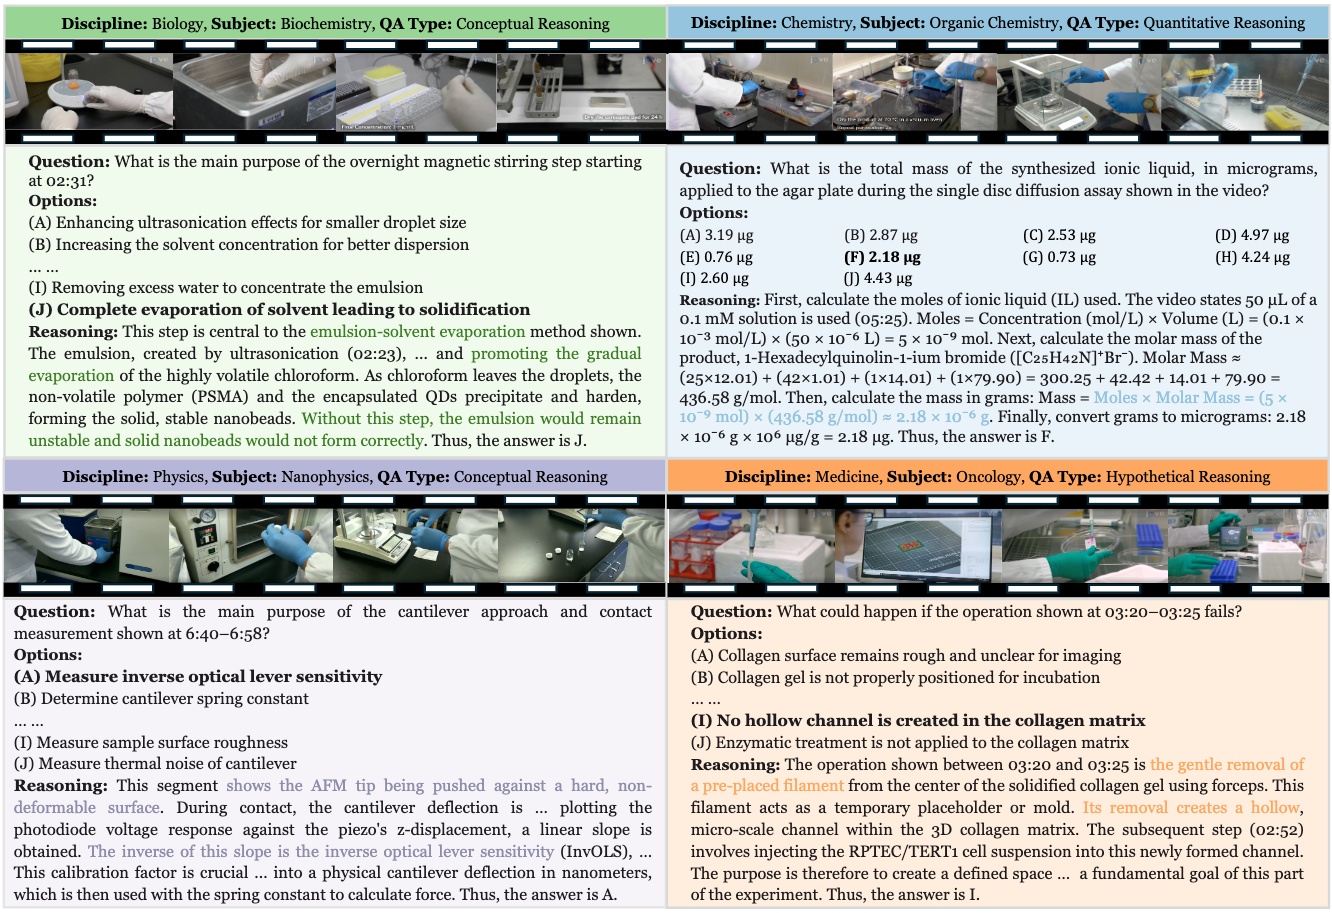 Discipline: Biology, Subject: Biochemistry, QA Type: Conceptual Reasoning
jove
Final Concentration: 1 mg/mL
Question: What is the main purpose of the overnight magnetic stirring step starting
at 02:31?
Options:
(A) Enhancing ultrasonication effects for smaller droplet size
(B) Increasing the solvent concentration for better dispersion
... ...
(I) Removing excess water to concentrate the emulsion
(J) Complete evaporation of solvent leading to solidification
Reasoning: This step is central to the emulsion-solvent evaporation method shown.
The emulsion, created by ultrasonication (02:23), ... and promoting the gradual
evaporation of the highly volatile chloroform. As chloroform leaves the droplets, the
non-volatile polymer (PSMA) and the encapsulated QDs precipitate and harden,
forming the solid, stable nanobeads. Without this step, the emulsion would remain
unstable and solid nanobeads would not form correctly. Thus, the answer is J.
Discipline: Chemistry, Subject: Organic Chemistry, QA Type: Quantitative Reasoning
jove
Question: What is the total mass of the synthesized ionic liquid, in micrograms,
applied to the agar plate during the single disc diffusion assay shown in the video?
Options:
(A) 3.19 µg (B) 2.87 µg (C) 2.53 µg (D) 4.97 µg
(E) 0.76 µg (F) 2.18 µg (G) 0.73 µg (H) 4.24 µg
(I) 2.60 µg (J) 4.43 µg
Reasoning: First, calculate the moles of ionic liquid (IL) used. The video states 50 µL of a
0.1 mM solution is used (05:25). Moles = Concentration (mol/L) × Volume (L) = (0.1 ×
10⁻³ mol/L) × (50 × 10⁻⁶ L) = 5 × 10⁻⁹ mol. Next, calculate the molar mass of the
product, 1-Hexadecylquinolin-1-ium bromide ([C₂₅H₄₂N]⁺Br⁻). Molar Mass ≈
(25×12.01) + (42×1.01) + (1×14.01) + (1×79.90) = 300.25 + 42.42 + 14.01 + 79.90 =
436.58 g/mol. Then, calculate the mass in grams: Mass = Moles × Molar Mass = (5 ×
10⁻⁹ mol) × (436.58 g/mol) ≈ 2.18 × 10⁻⁶ g. Finally, convert grams to micrograms: 2.18
× 10⁻⁶ g × 10⁶ µg/g = 2.18 µg. Thus, the answer is F.
Discipline: Physics, Subject: Nanophysics, QA Type: Conceptual Reasoning
Question: What is the main purpose of the cantilever approach and contact
measurement shown at 6:40–6:58?
Options:
(A) Measure inverse optical lever sensitivity
(B) Determine cantilever spring constant
... ...
(I) Measure sample surface roughness
(J) Measure thermal noise of cantilever
Reasoning: This segment shows the AFM tip being pushed against a hard, non-
deformable surface. During contact, the cantilever deflection is ... plotting the
photodiode voltage response against the piezo's z-displacement, a linear slope is
obtained. The inverse of this slope is the inverse optical lever sensitivity (InvOLS), ...
This calibration factor is crucial ... into a physical cantilever deflection in nanometers,
which is then used with the spring constant to calculate force. Thus, the answer is A.
Discipline: Medicine, Subject: Oncology, QA Type: Hypothetical Reasoning
Question: What could happen if the operation shown at 03:20–03:25 fails?
Options:
(A) Collagen surface remains rough and unclear for imaging
(B) Collagen gel is not properly positioned for incubation
... ...
(I) No hollow channel is created in the collagen matrix
(J) Enzymatic treatment is not applied to the collagen matrix
Reasoning: The operation shown between 03:20 and 03:25 is the gentle removal of
a pre-placed filament from the center of the solidified collagen gel using forceps. This
filament acts as a temporary placeholder or mold. Its removal creates a hollow,
micro-scale channel within the 3D collagen matrix. The subsequent step (02:52)
involves injecting the RPTEC/TERT1 cell suspension into this newly formed channel.
The purpose is therefore to create a defined space ... a fundamental goal of this part
of the experiment. Thus, the answer is I.